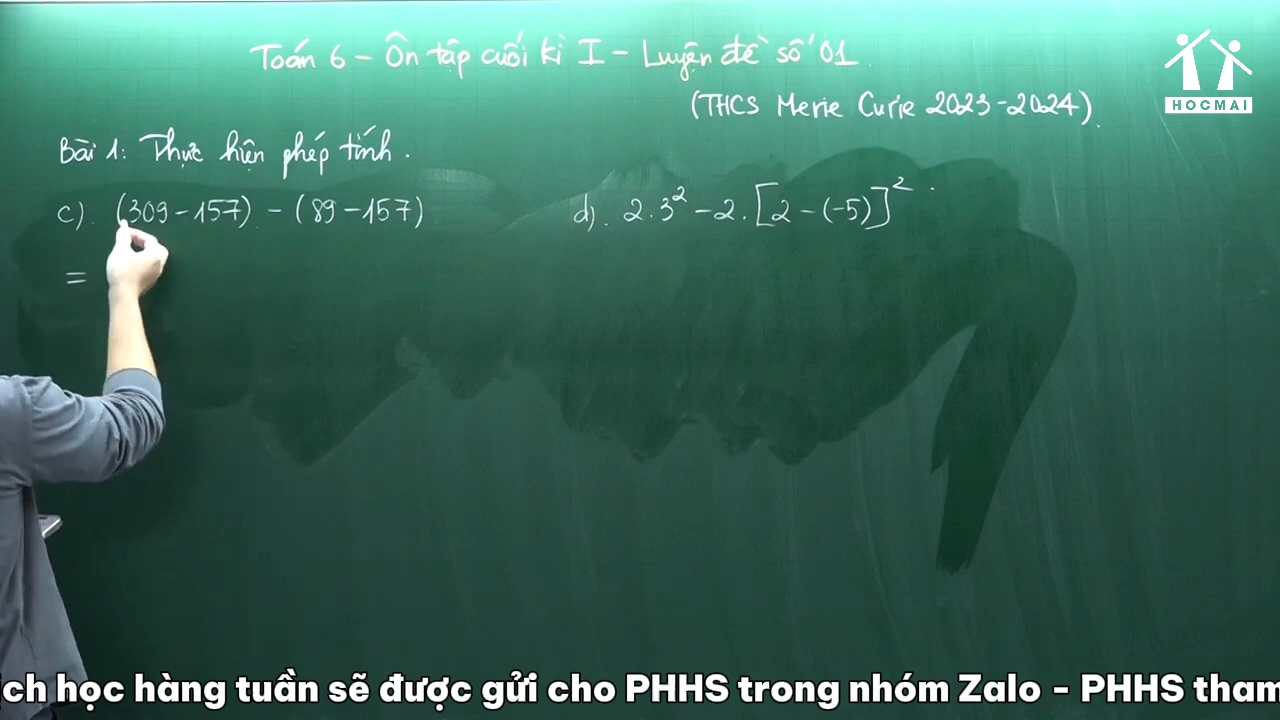 Toán 6 - Ôn tập cuối kì I - Luyện đề số 01
HOCMAI
(THCS Merie Curie 2023-2024).
Bài 1: Thực hiện phép tính.
c). (309-157) - (89-157)
d). 2.3² - 2.[2-(-5)]².
=
ch học hàng tuần sẽ được gửi cho PHHS trong nhóm Zalo - PHHS tham